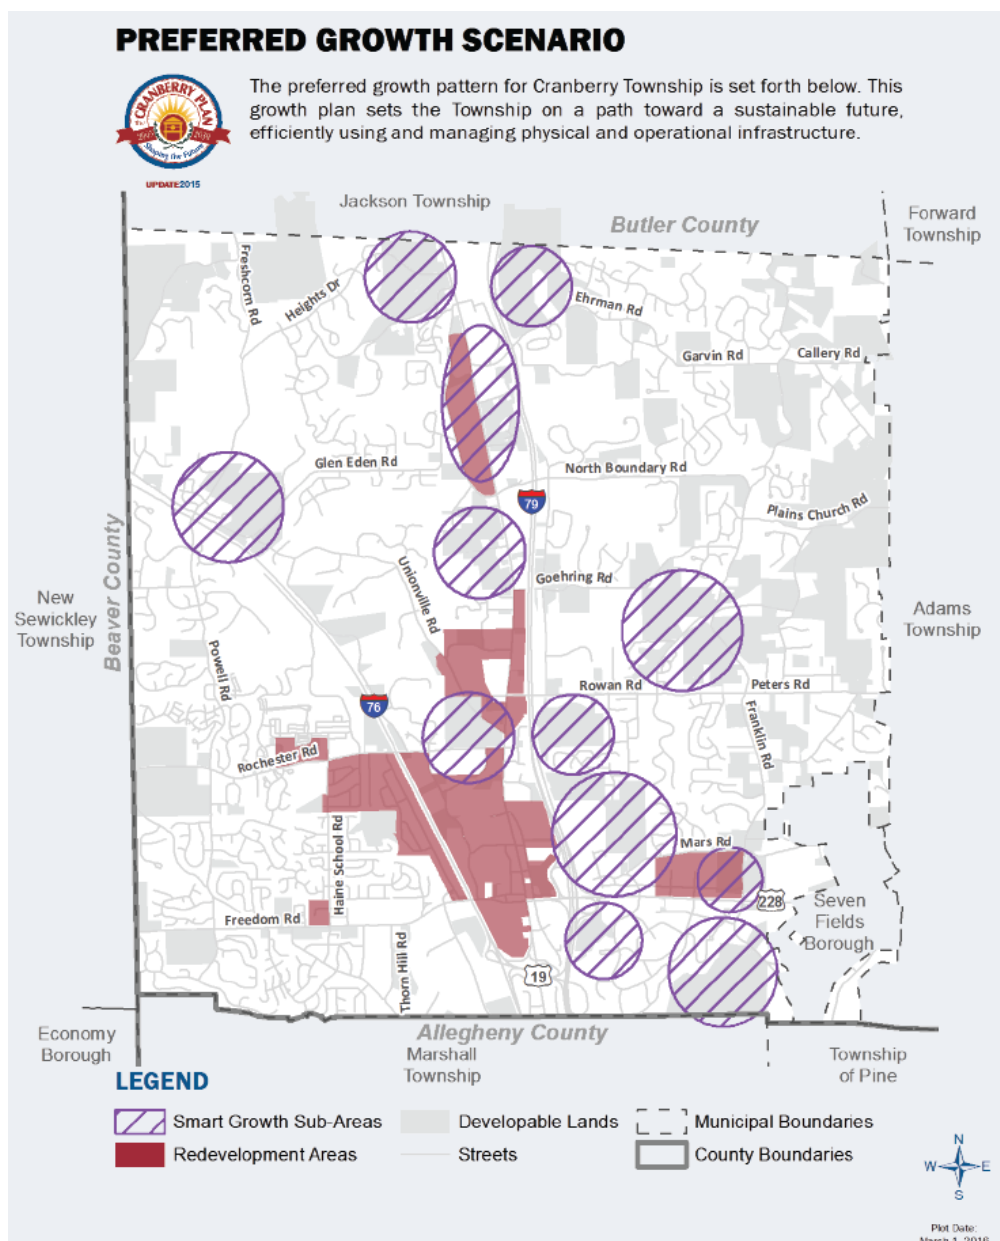 PREFERRED GROWTH SCENARIO
CRANBERRY PLAN
Shaping the Future
UPDATE2015
The preferred growth pattern for Cranberry Township is set forth below. This
growth plan sets the Township on a path toward a sustainable future,
efficiently using and managing physical and operational infrastructure.
Jackson Township
Butler County
Forward
Township
Freshcorn Rd
Heights Dr
Ehrman Rd
Garvin Rd
Callery Rd
Glen Eden Rd
North Boundary Rd
79
Plains Church Rd
Beaver County
New
Sewickley
Township
Unionville Rd
Goehring Rd
Adams
Township
Powell Rd
Rowan Rd
Peters Rd
76
Franklin Rd
Rochester Rd
Haine School Rd
Mars Rd
228
Seven
Fields
Borough
Freedom Rd
Thorn Hill Rd
19
Economy
Borough
Allegheny County
Marshall
Township
Township
of Pine
LEGEND
Smart Growth Sub-Areas
Developable Lands
Municipal Boundaries
Redevelopment Areas
Streets
County Boundaries
N
W
E
S
Plot Date:
March 1, 2016